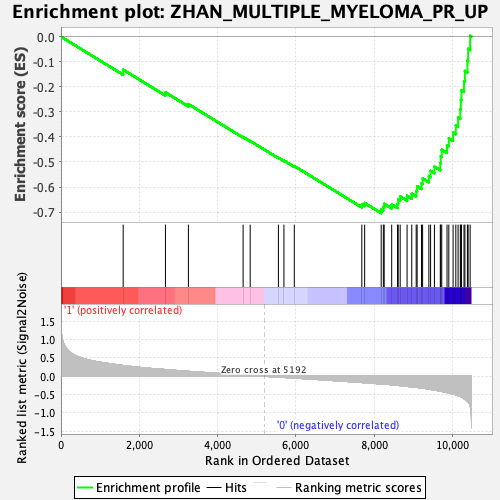 Enrichment plot: ZHAN_MULTIPLE_MYELOMA_PR_UP
Enrichment score (ES)
0.0
-0.1
-0.2
-0.3
-0.4
-0.5
-0.6
-0.7
'1' (positively correlated)
Ranked list metric (Signal2Noise)
1.5
1.0
0.5
0.0
-0.5
-1.0
-1.5
Zero cross at 5192
'0' (negatively correlated)
0 2,000 4,000 6,000 8,000 10,000
Rank in Ordered Dataset
Enrichment profile Hits Ranking metric scores